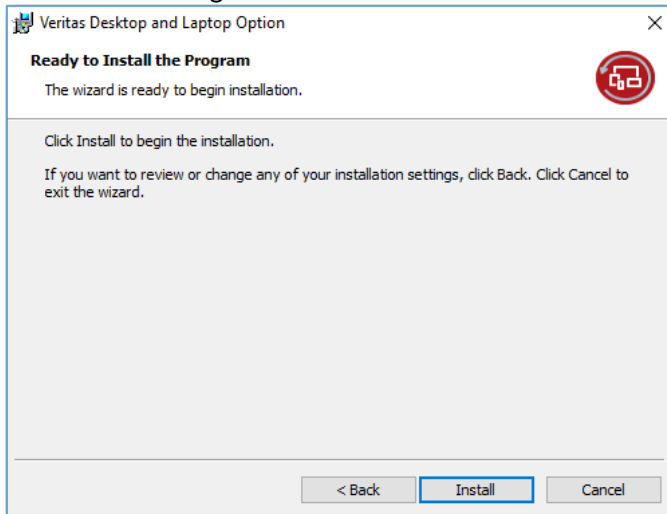 Veritas Desktop and Laptop Option
Ready to Install the Program
The wizard is ready to begin installation.
Click Install to begin the installation.
If you want to review or change any of your installation settings, click Back. Click Cancel to
exit the wizard.
< Back Install Cancel